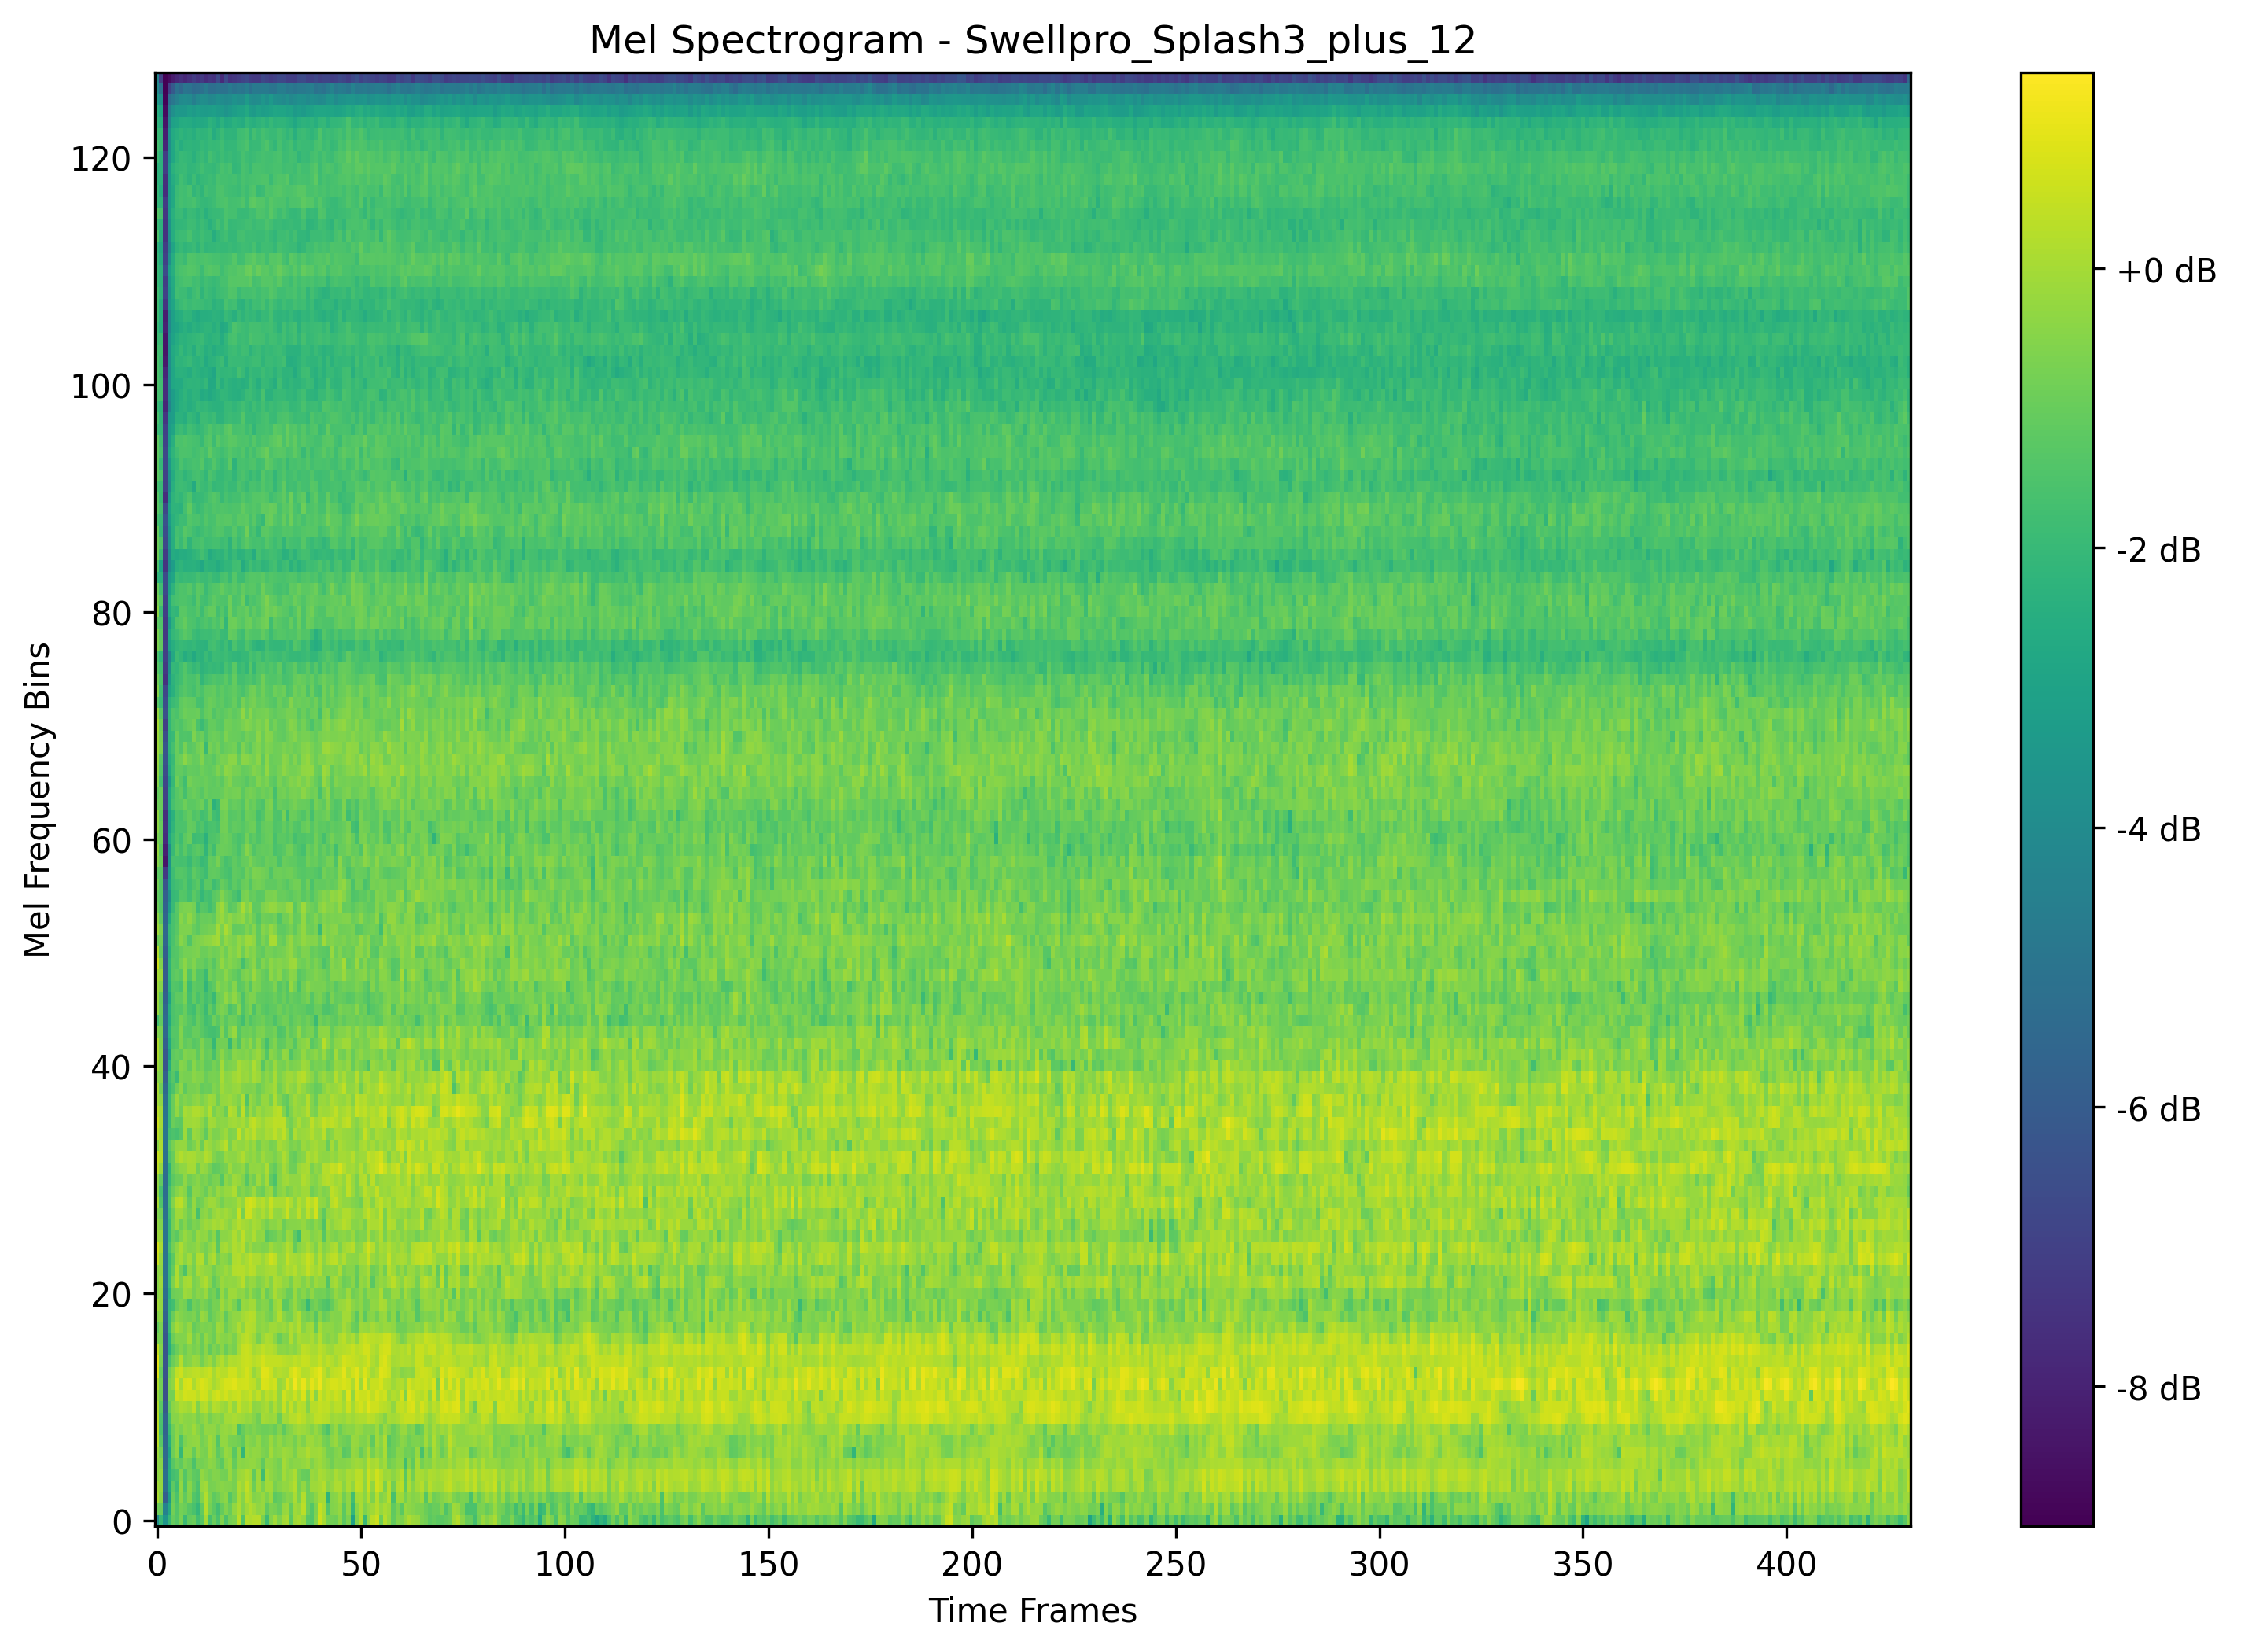 Mel Spectrogram - Swellpro_Splash3_plus_12
120
100
80
60
40
20
0
Mel Frequency Bins
0 50 100 150 200 250 300 350 400
Time Frames
+0 dB
-2 dB
-4 dB
-6 dB
-8 dB